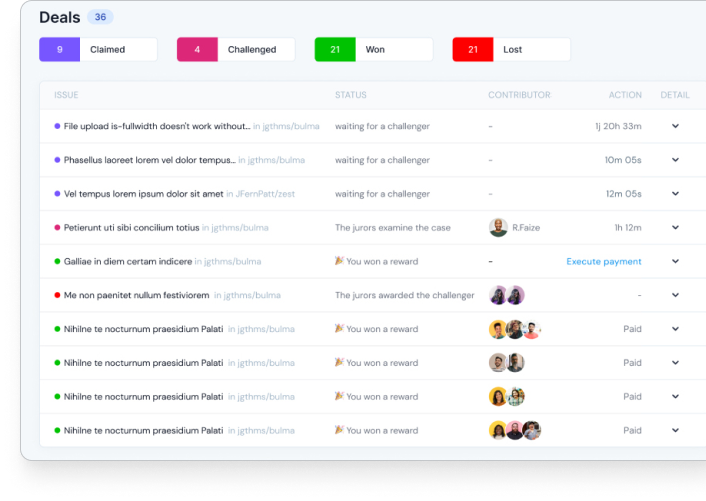 Deals 36
9 Claimed 4 Challenged 21 Won 21 Lost
ISSUE STATUS CONTRIBUTOR ACTION DETAIL
File upload is-fullwidth doesn't work without... in jgthms/bulma waiting for a challenger - 1j 20h 33m
Phasellus laoreet lorem vel dolor tempus... in jgthms/bulma waiting for a challenger - 10m 05s
Vel tempus lorem ipsum dolor sit amet in JFernPatt/zest waiting for a challenger - 12m 05s
Petierunt uti sibi concilium totius in jgthms/bulma The jurors examine the case R.Faize 1h 12m
Galliae in diem certam indicere in jgthms/bulma 🎉 You won a reward - Execute payment
Me non paenitet nullum festiviorem in jgthms/bulma The jurors awarded the challenger -
Nihilne te nocturnum praesidium Palati in jgthms/bulma 🎉 You won a reward Paid
Nihilne te nocturnum praesidium Palati in jgthms/bulma 🎉 You won a reward Paid
Nihilne te nocturnum praesidium Palati in jgthms/bulma 🎉 You won a reward Paid
Nihilne te nocturnum praesidium Palati in jgthms/bulma 🎉 You won a reward Paid